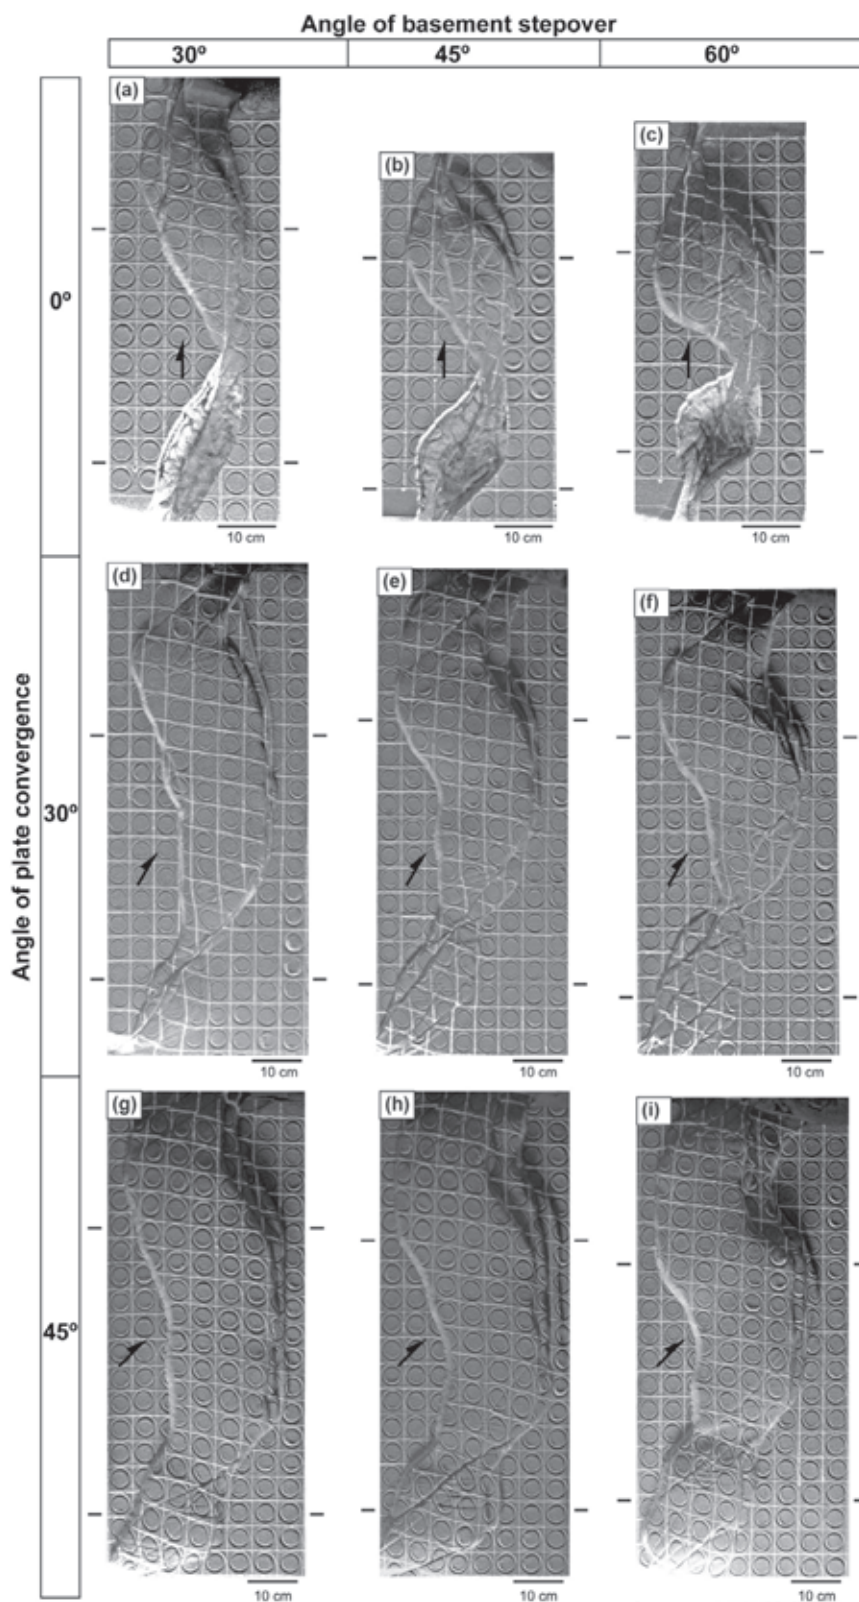 Angle of basement stepover
30º
45º
60º
Angle of plate convergence
0º
(a)
(b)
(c)
10 cm
10 cm
10 cm
30º
(d)
(e)
(f)
10 cm
10 cm
10 cm
45º
(g)
(h)
(i)
10 cm
10 cm
10 cm